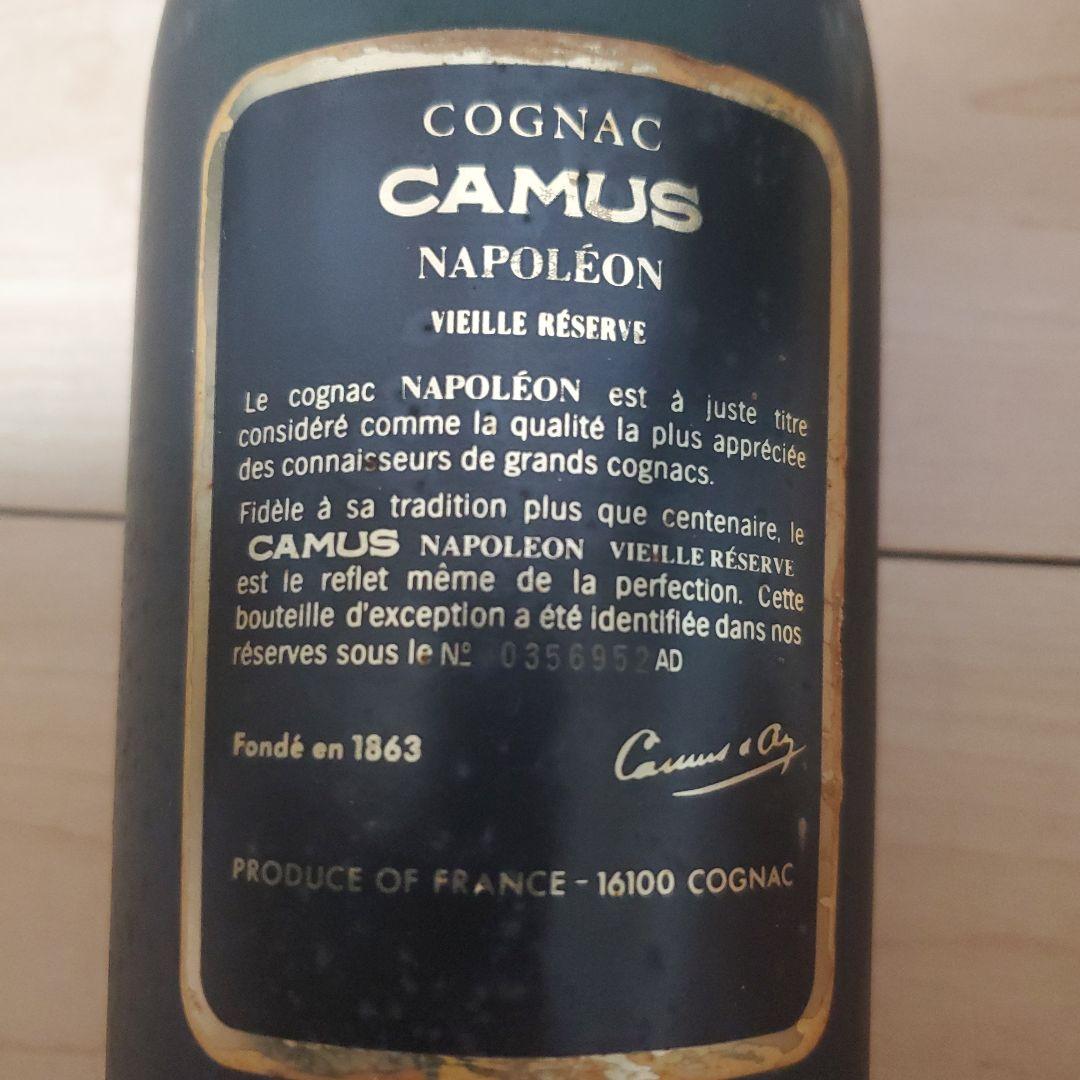 COGNAC
CAMUS
NAPOLÉON
VIEILLE RÉSERVE
Le cognac NAPOLÉON est à juste titre
considéré comme la qualité la plus appréciée
des connaisseurs de grands cognacs.
Fidèle à sa tradition plus que centenaire, le
CAMUS NAPOLEON VIEILLE RÉSERVE
est le reflet même de la perfection. Cette
bouteille d'exception a été identifiée dans nos
réserves sous le Nº 0356952 AD
Fondé en 1863
Camus & Cie
PRODUCE OF FRANCE - 16100 COGNAC